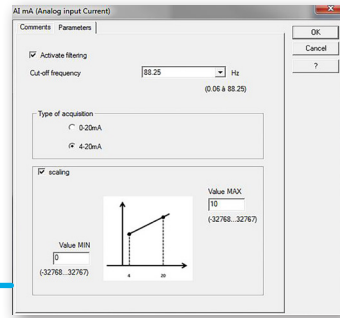 AI mA (Analog input Current)
Comments Parameters
OK
Cancel
?
Activate filtering
Cut-off frequency 88.25 Hz
(0.06 à 88.25)
Type of acquisition
0-20mA
4-20mA
scaling
Value MAX
10
(-32768...32767)
Value MIN
0
(-32768...32767)
4 20